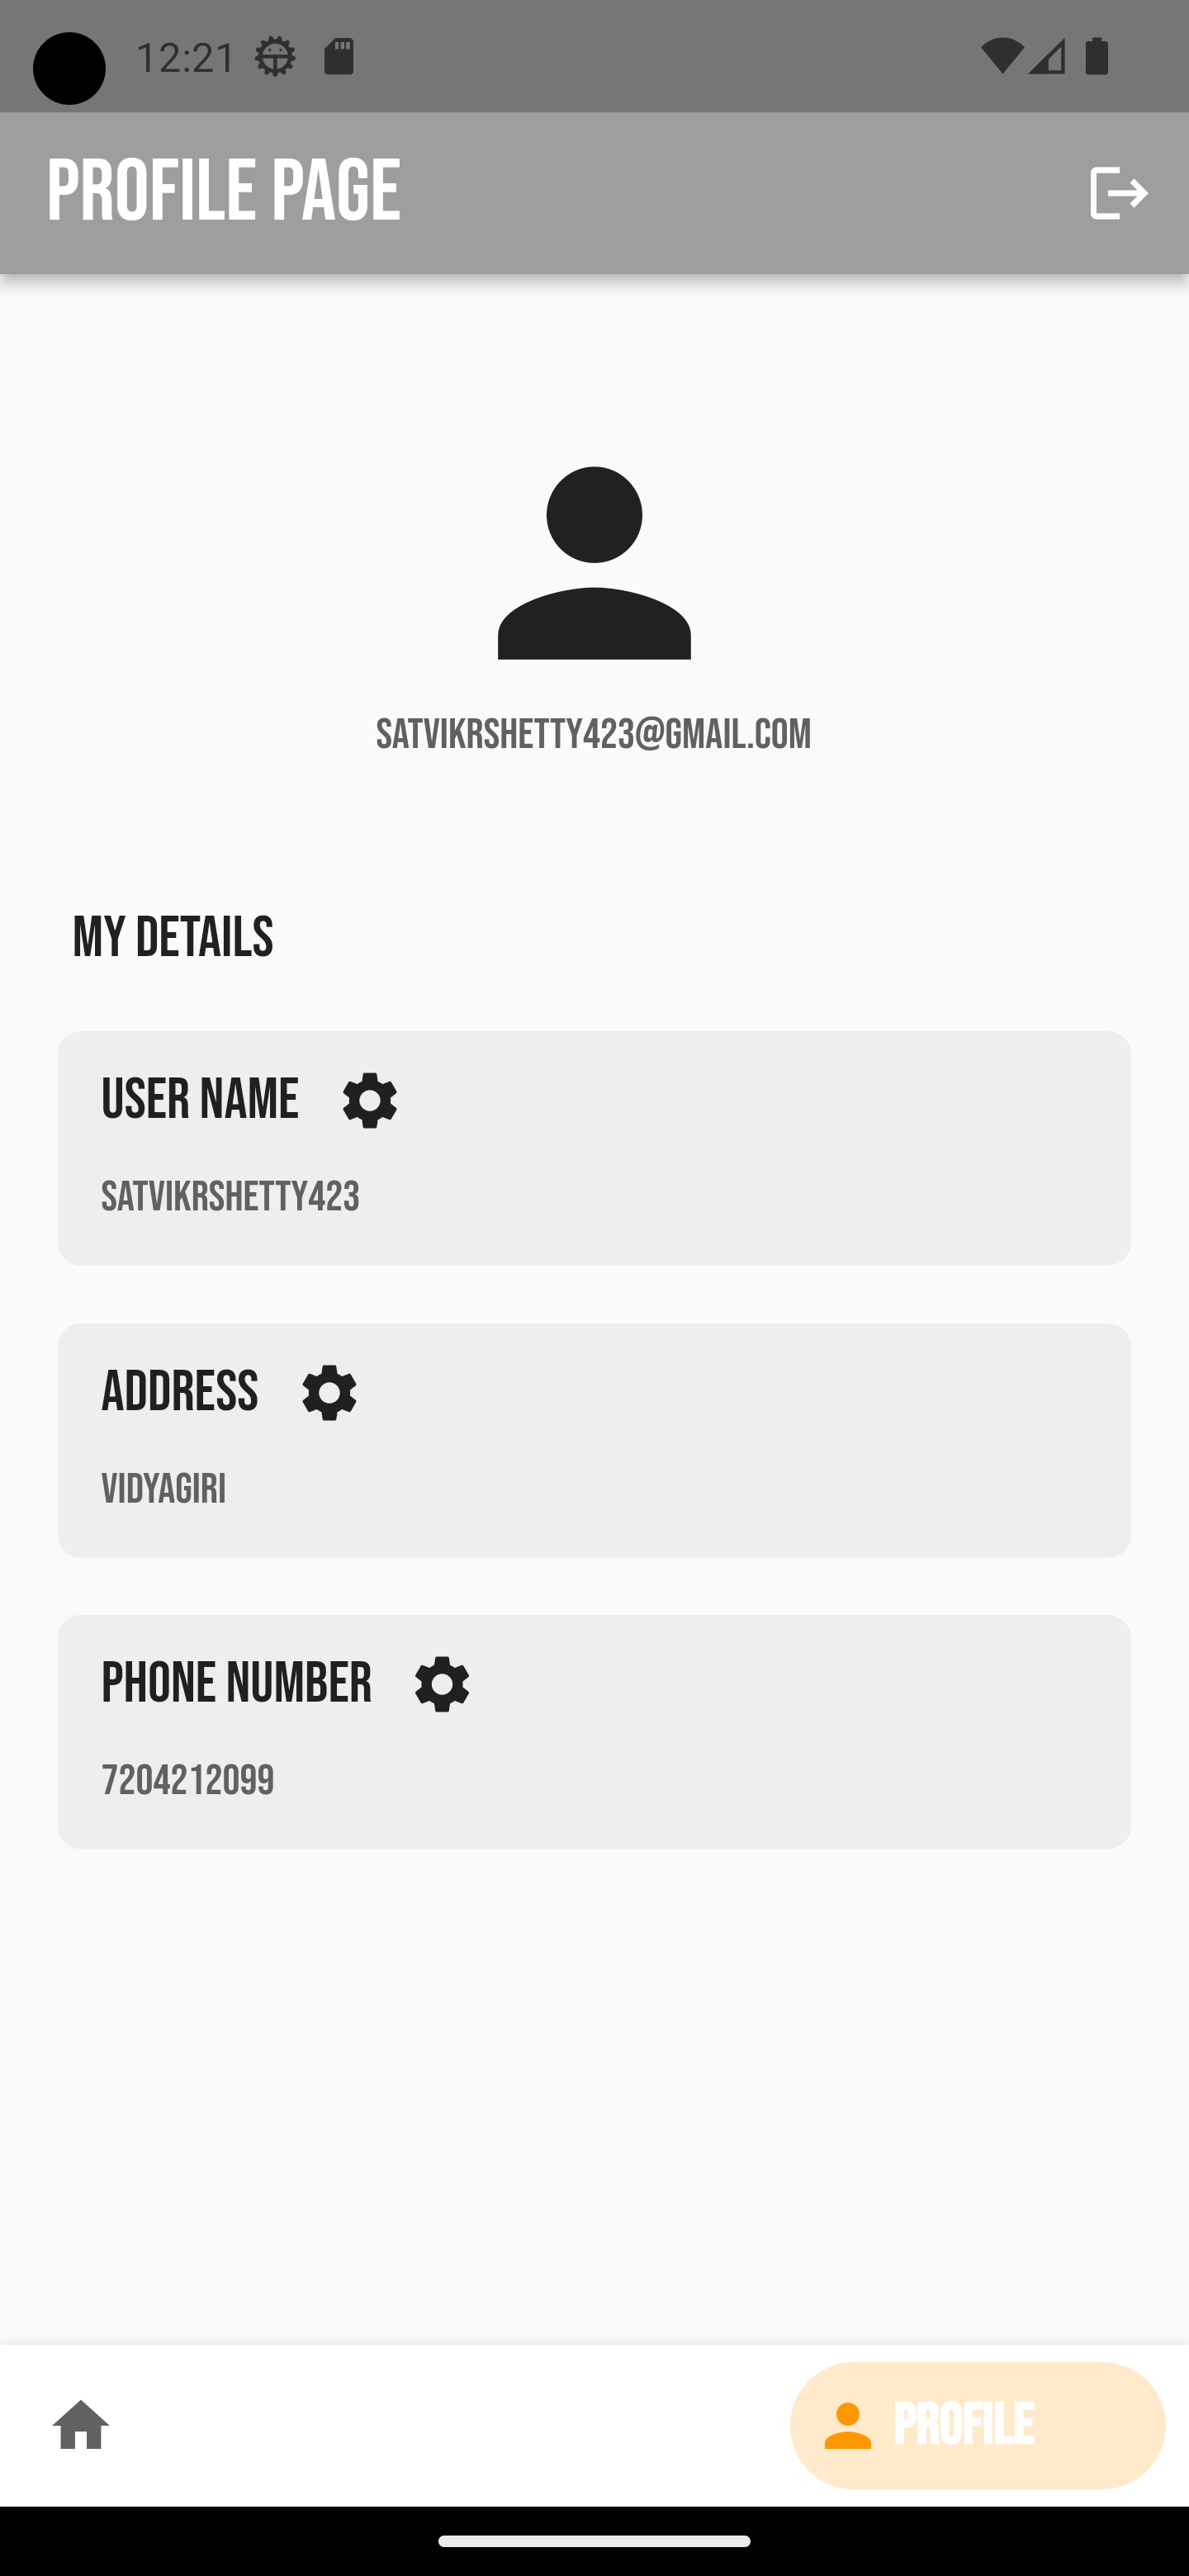 12:21
PROFILE PAGE
SATVIKRSHETTY423@GMAIL.COM
MY DETAILS
USER NAME
SATVIKRSHETTY423
ADDRESS
VIDYAGIRI
PHONE NUMBER
7204212099
PROFILE